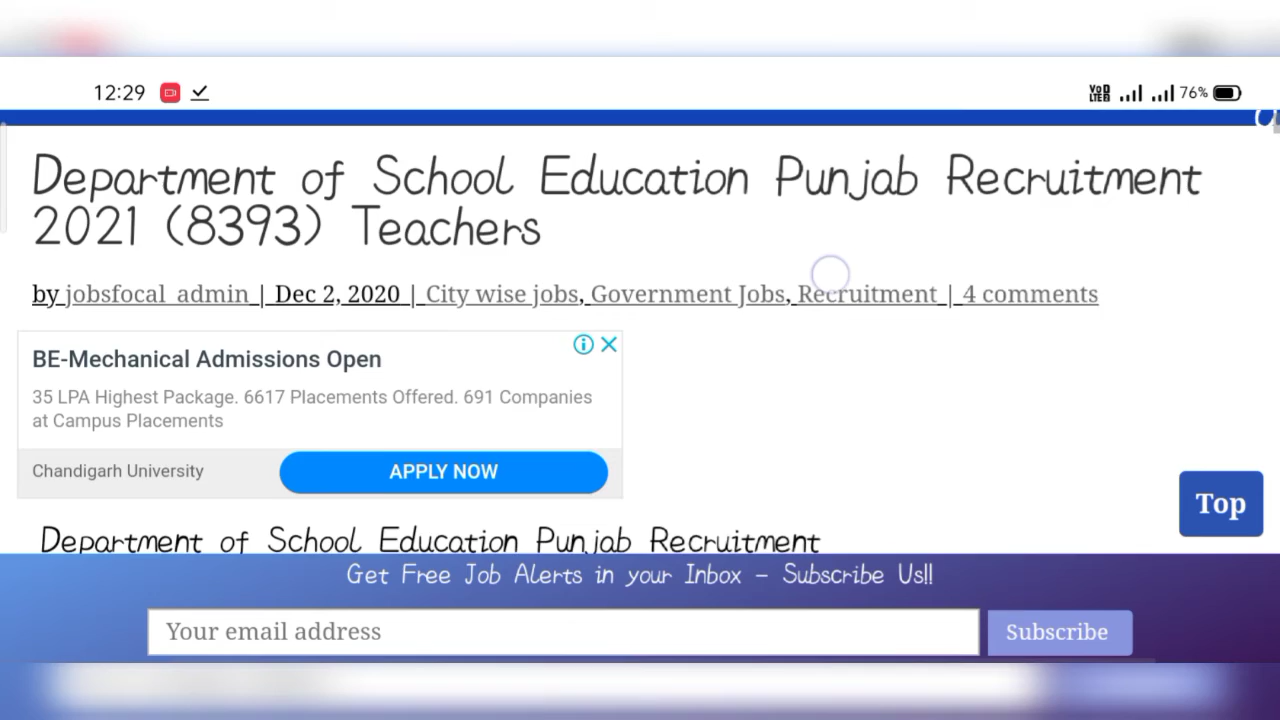 12:29 VoD LTE2 76%
Department of School Education Punjab Recruitment
2021 (8393) Teachers
by jobsfocal_admin | Dec 2, 2020 | City wise jobs, Government Jobs, Recruitment | 4 comments
BE-Mechanical Admissions Open
35 LPA Highest Package. 6617 Placements Offered. 691 Companies
at Campus Placements
Chandigarh University APPLY NOW
Top
Department of School Education Punjab Recruitment
Get Free Job Alerts in your Inbox – Subscribe Us!!
Your email address Subscribe